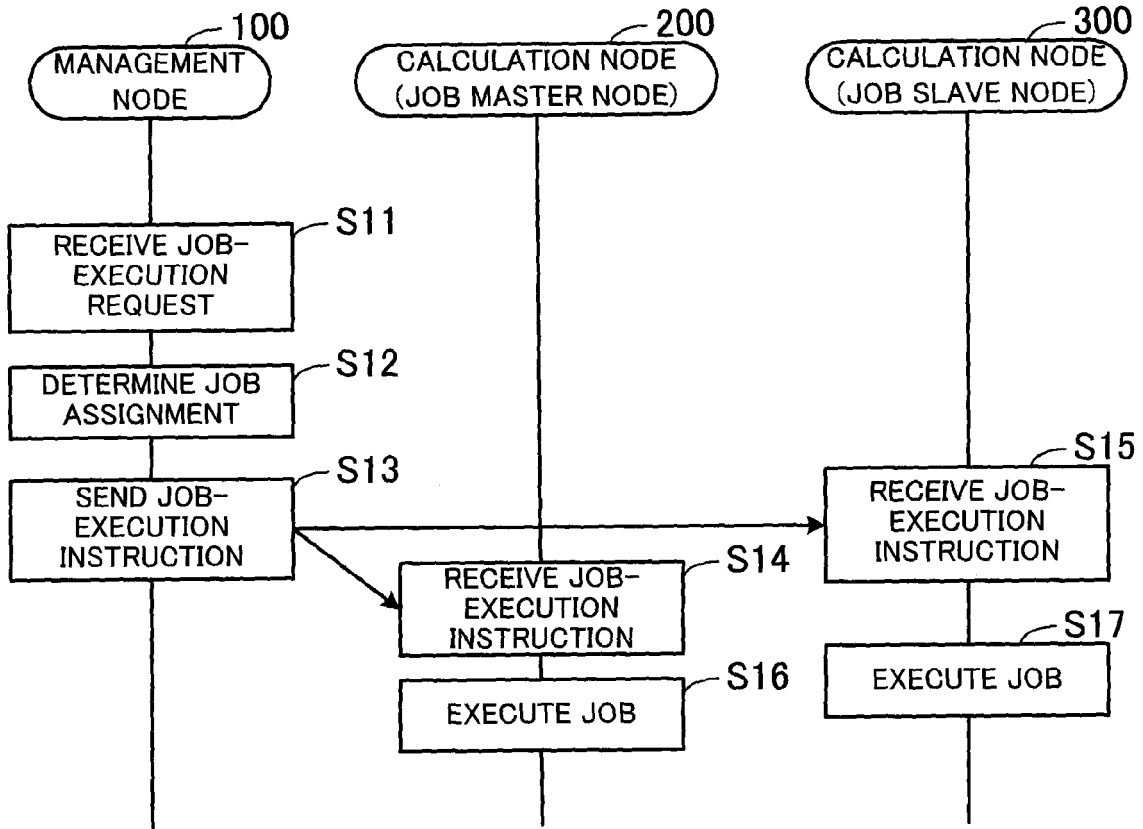 100
MANAGEMENT
NODE
200
CALCULATION NODE
(JOB MASTER NODE)
300
CALCULATION NODE
(JOB SLAVE NODE)
S11
RECEIVE JOB-
EXECUTION
REQUEST
S12
DETERMINE JOB
ASSIGNMENT
S13
SEND JOB-
EXECUTION
INSTRUCTION
S15
RECEIVE JOB-
EXECUTION
INSTRUCTION
S14
RECEIVE JOB-
EXECUTION
INSTRUCTION
S17
EXECUTE JOB
S16
EXECUTE JOB